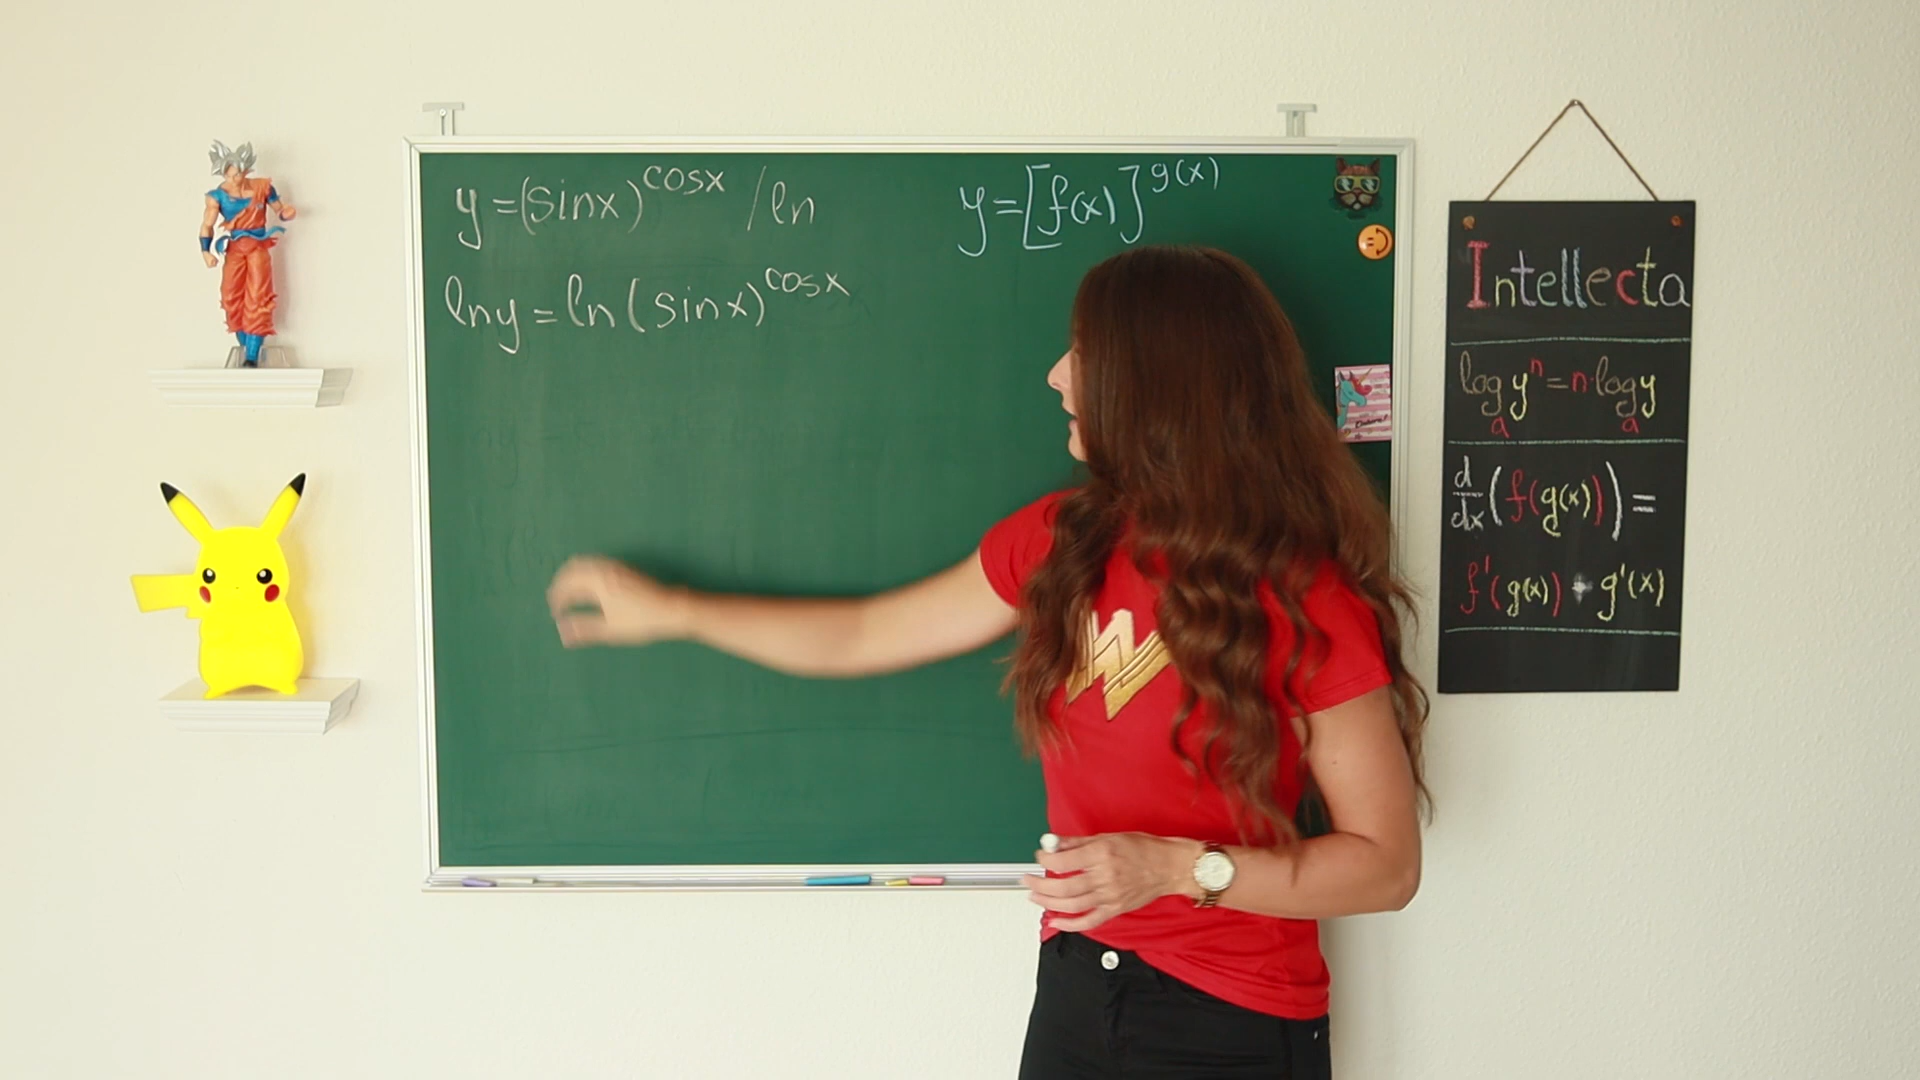 y=(sinx)^cosx /ln
lny=ln(sinx)^cosx
y=[f(x)]^g(x)
Intellecta
log_a y^n=n·log_a y
d/dx(f(g(x)))=
f'(g(x)) · g'(x)